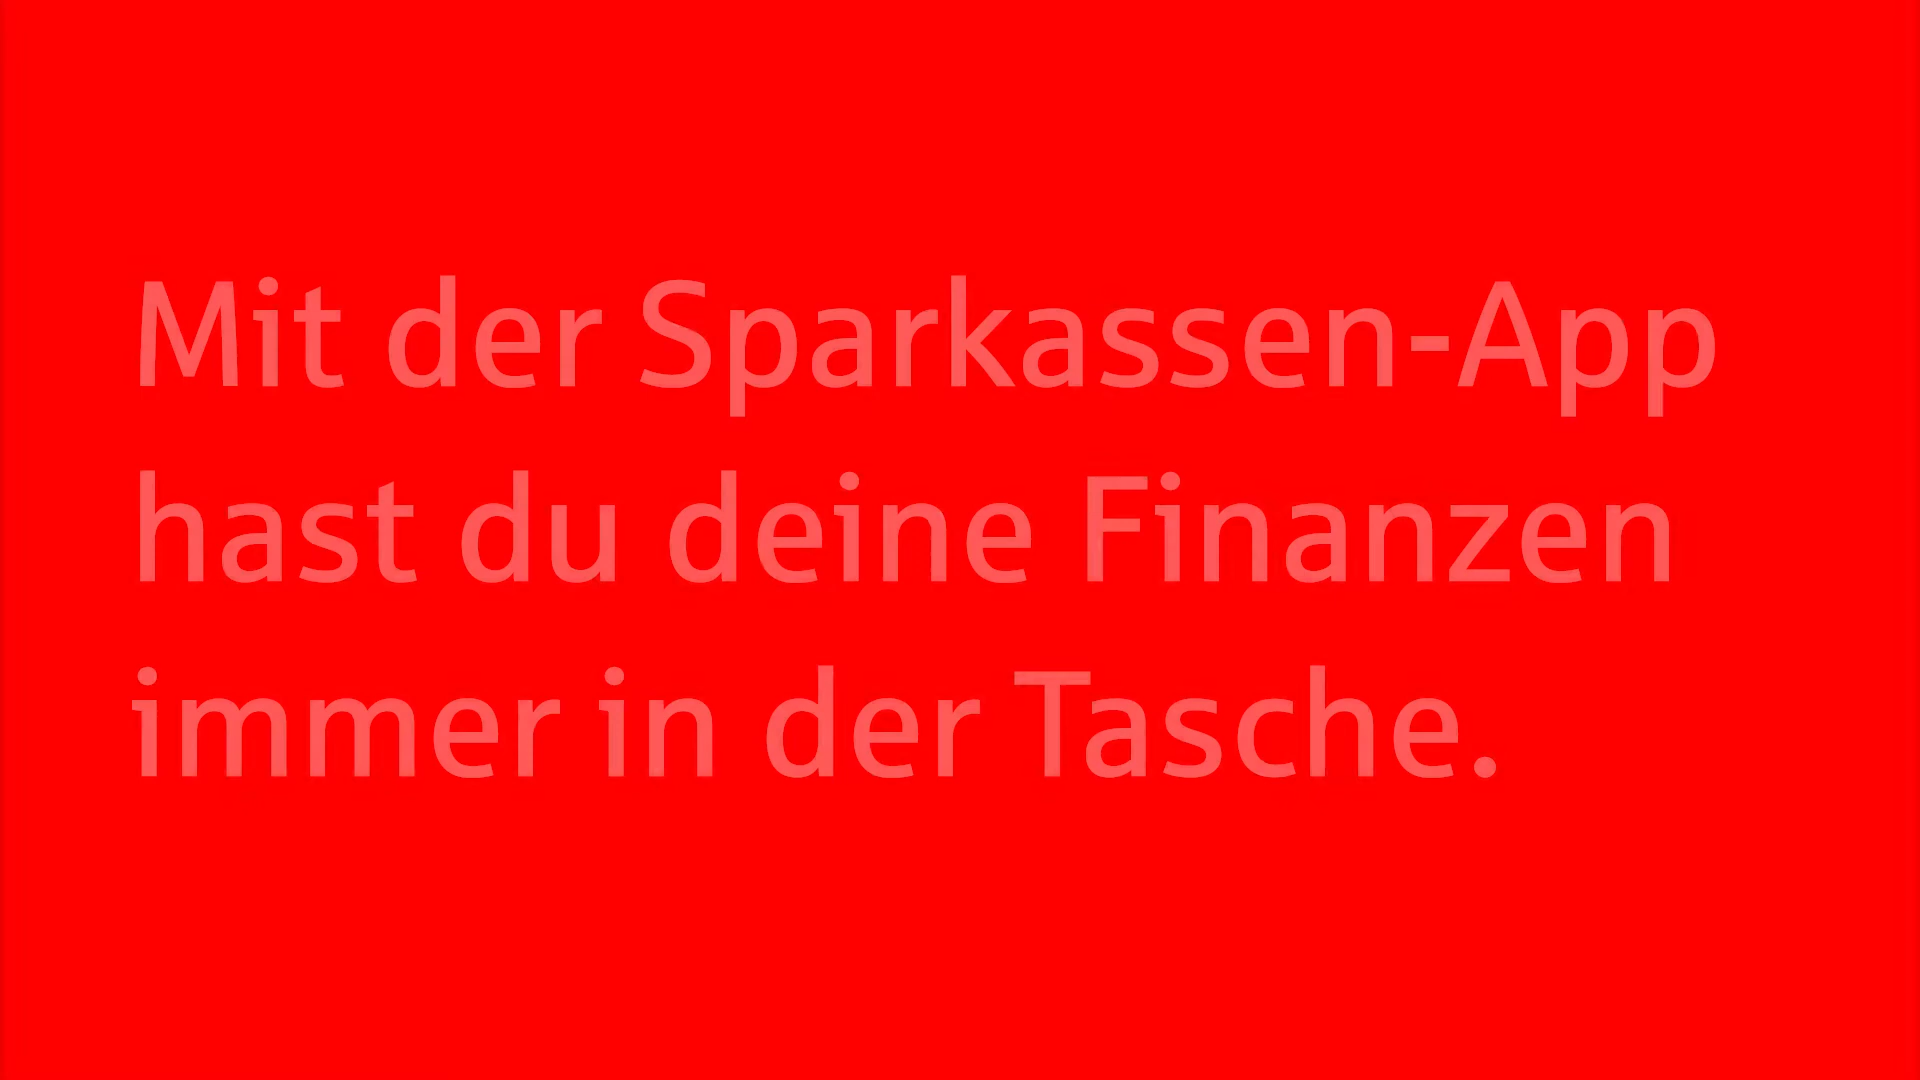 Mit der Sparkassen-App
hast du deine Finanzen
immer in der Tasche.